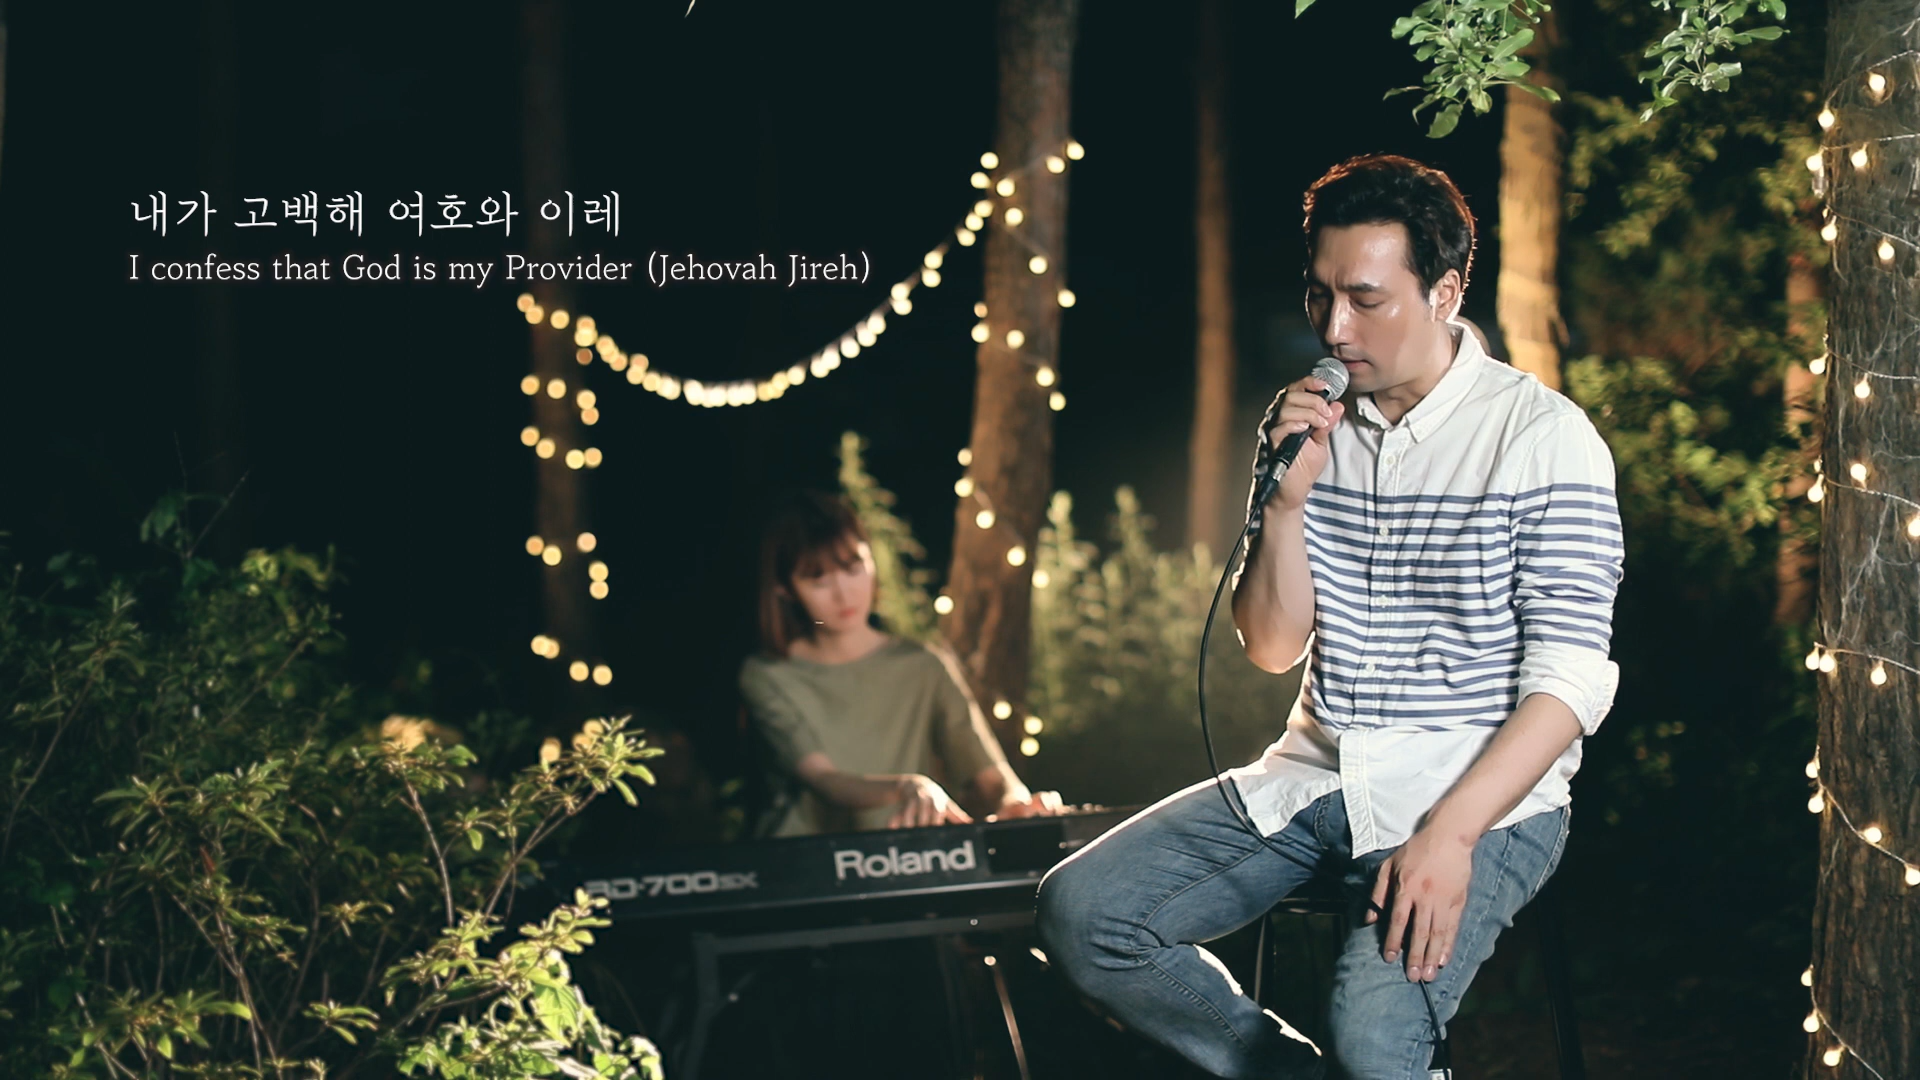 내가 고백해 여호와 이레
I confess that God is my Provider (Jehovah Jireh)
Roland
RD-700SX